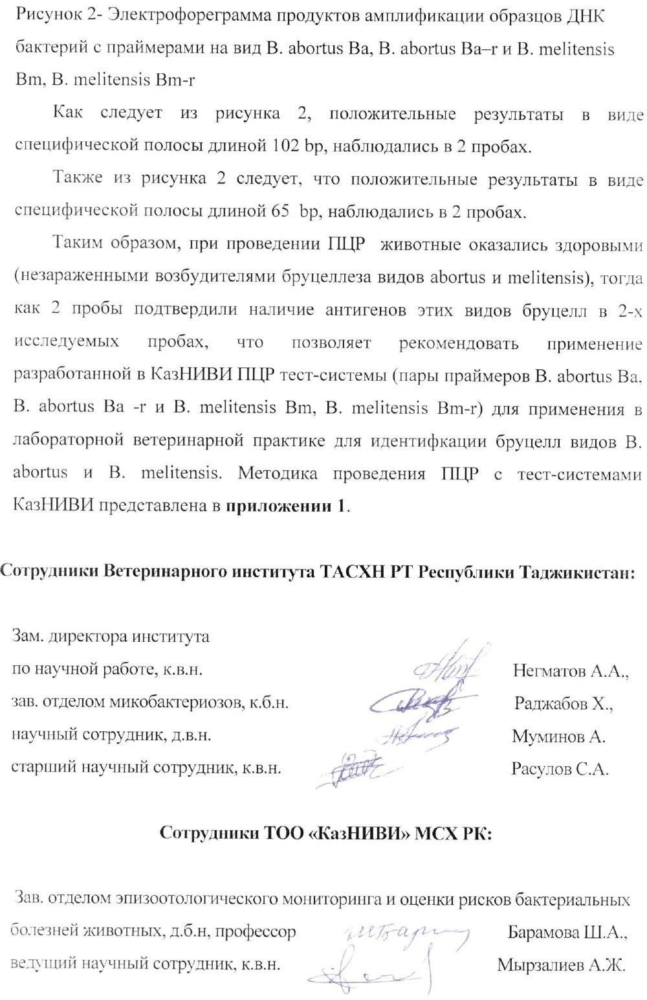 Рисунок 2- Электрофореграмма продуктов амплификации образцов ДНК
бактерий с праймерами на вид B. abortus Ba, B. abortus Ba–r и B. melitensis
Bm, B. melitensis Bm-r
Как следует из рисунка 2, положительные результаты в виде
специфической полосы длиной 102 bp, наблюдались в 2 пробах.
Также из рисунка 2 следует, что положительные результаты в виде
специфической полосы длиной 65 bp, наблюдались в 2 пробах.
Таким образом, при проведении ПЦР животные оказались здоровыми
(незараженными возбудителями бруцеллеза видов abortus и melitensis), тогда
как 2 пробы подтвердили наличие антигенов этих видов бруцелл в 2-х
исследуемых пробах, что позволяет рекомендовать применение
разработанной в КазНИВИ ПЦР тест-системы (пары праймеров B. abortus Ba,
B. abortus Ba -r и B. melitensis Bm, B. melitensis Bm-r) для применения в
лабораторной ветеринарной практике для идентифкации бруцелл видов B.
abortus и B. melitensis. Методика проведения ПЦР с тест-системами
КазНИВИ представлена в приложении 1.
Сотрудники Ветеринарного института ТАСХН РТ Республики Таджикистан:
Зам. директора института
по научной работе, к.в.н. Негматов А.А.,
зав. отделом микобактериозов, к.б.н. Раджабов Х.,
научный сотрудник, д.в.н. Муминов А.
старший научный сотрудник, к.в.н. Расулов С.А.
Сотрудники ТОО «КазНИВИ» МСХ РК:
Зав. отделом эпизоотологического мониторинга и оценки рисков бактериальных
болезней животных, д.б.н, профессор Барамова Ш.А.,
ведущий научный сотрудник, к.в.н. Мырзалиев А.Ж.